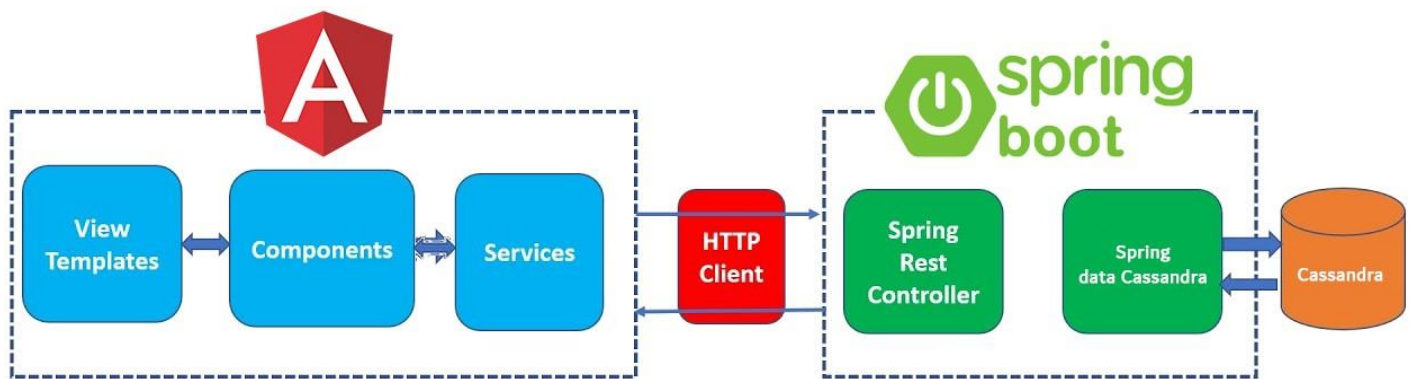 A
spring
boot
View
Templates
Components
Services
HTTP
Client
Spring
Rest
Controller
Spring
data Cassandra
Cassandra